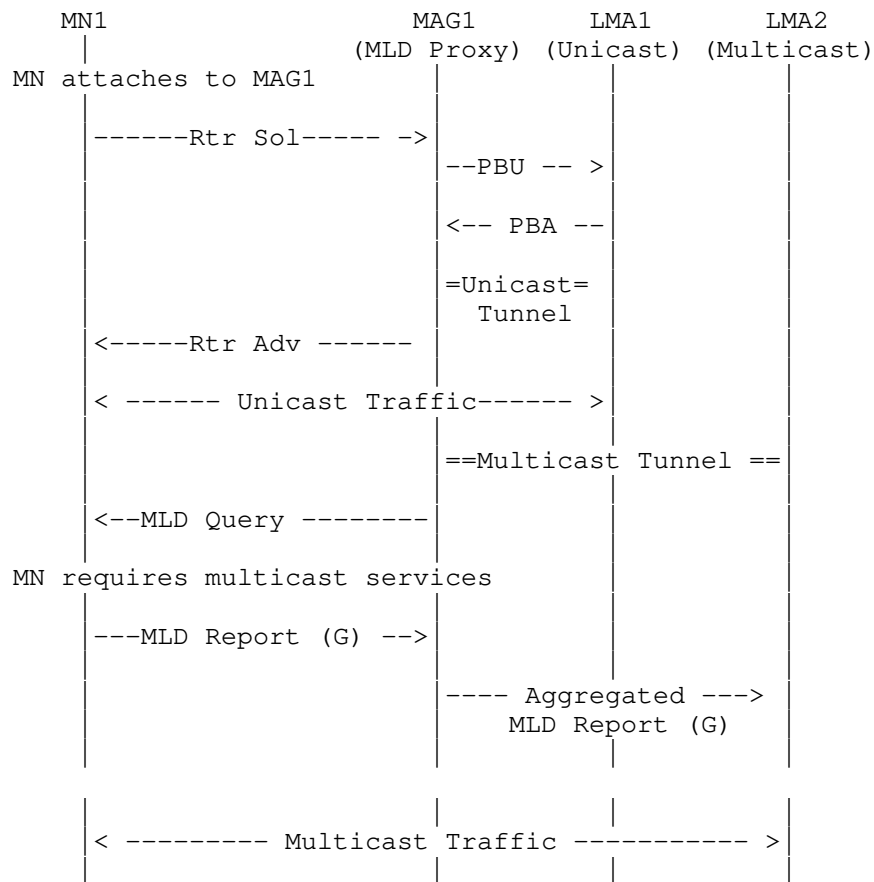 MN1 MAG1 LMA1 LMA2
(MLD Proxy) (Unicast) (Multicast)
MN attaches to MAG1
------Rtr Sol----- ->
--PBU -- >
<-- PBA --
=Unicast=
Tunnel
<-----Rtr Adv ------
< ------ Unicast Traffic------ >
==Multicast Tunnel ==
<--MLD Query --------
MN requires multicast services
---MLD Report (G) -->
---- Aggregated --->
MLD Report (G)
< --------- Multicast Traffic ----------- >